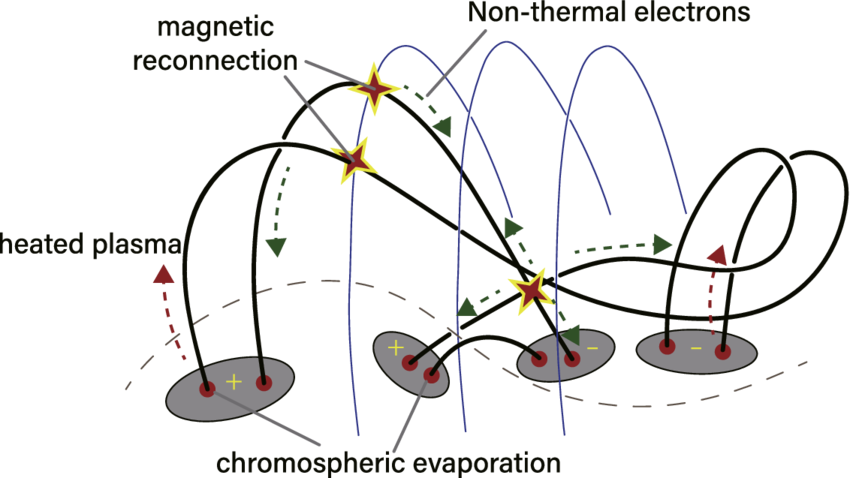 Non-thermal electrons
magnetic
reconnection
heated plasma
+
+
–
–
chromospheric evaporation